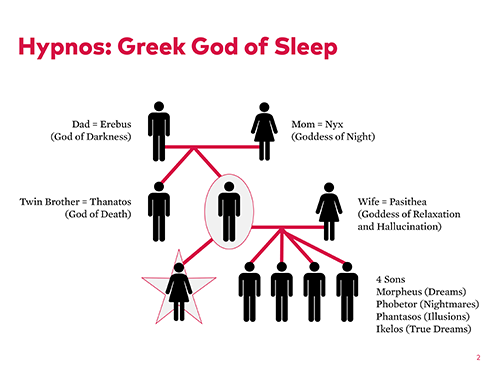 Hypnos: Greek God of Sleep
Dad = Erebus
(God of Darkness)
Mom = Nyx
(Goddess of Night)
Twin Brother = Thanatos
(God of Death)
Wife = Pasithea
(Goddess of Relaxation
and Hallucination)
4 Sons
Morpheus (Dreams)
Phobetor (Nightmares)
Phantasos (Illusions)
Ikelos (True Dreams)
2